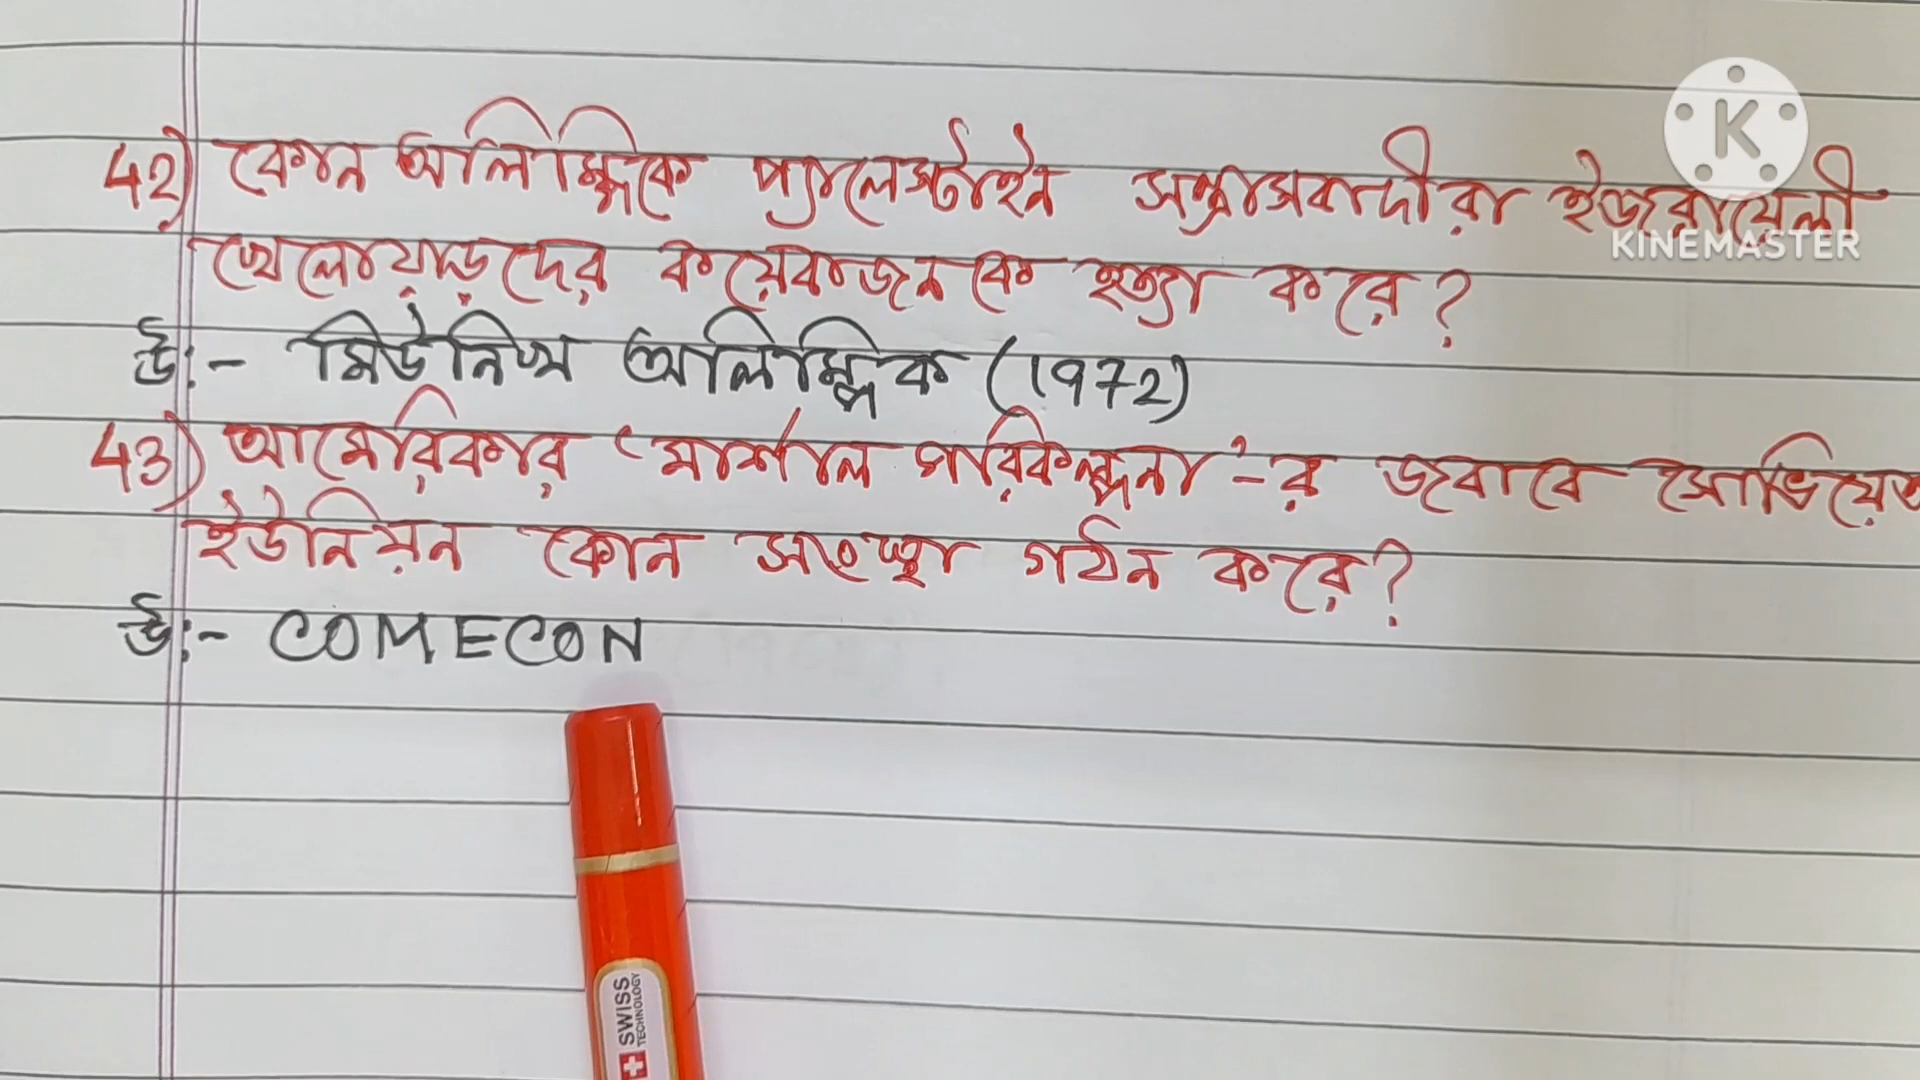 42) কোন অলিম্পিকে প্যালেস্টাইন সন্ত্রাসবাদীরা ইজরায়েলী
খেলোয়াড়দের কয়েকজনকে হত্যা করে?
উঃ- মিউনিখ অলিম্পিক (1972)
43) আমেরিকার 'মার্শাল পরিকল্পনা'-র জবাবে সোভিয়েত
ইউনিয়ন কোন সংস্থা গঠন করে?
উঃ- COMECON
K
KINEMASTER
SWISS
TECHNOLOGY